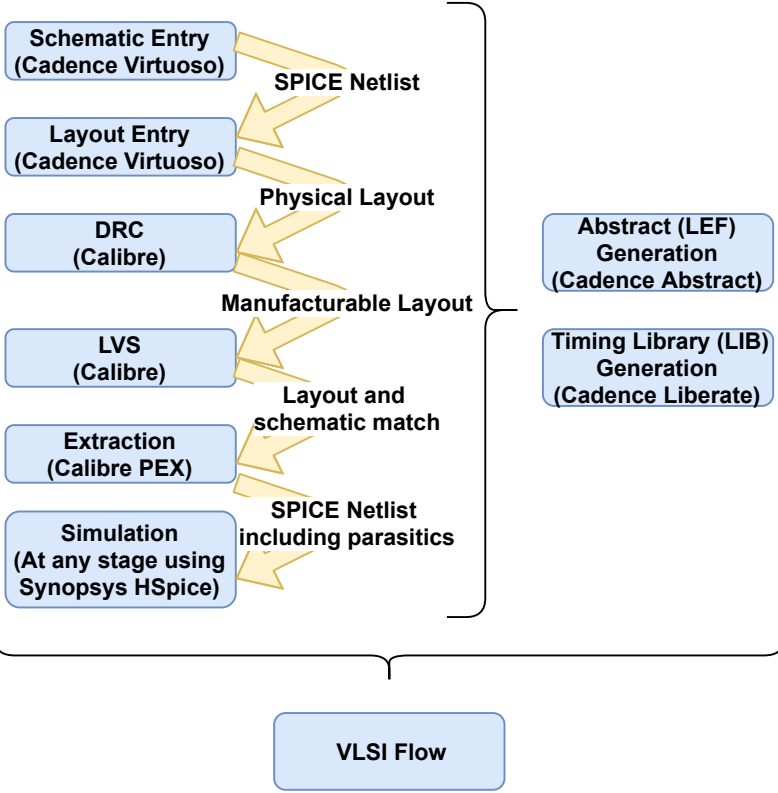 Schematic Entry
(Cadence Virtuoso)
SPICE Netlist
Layout Entry
(Cadence Virtuoso)
Physical Layout
DRC
(Calibre)
Manufacturable Layout
LVS
(Calibre)
Layout and
schematic match
Extraction
(Calibre PEX)
SPICE Netlist
including parasitics
Simulation
(At any stage using
Synopsys HSpice)
Abstract (LEF)
Generation
(Cadence Abstract)
Timing Library (LIB)
Generation
(Cadence Liberate)
VLSI Flow